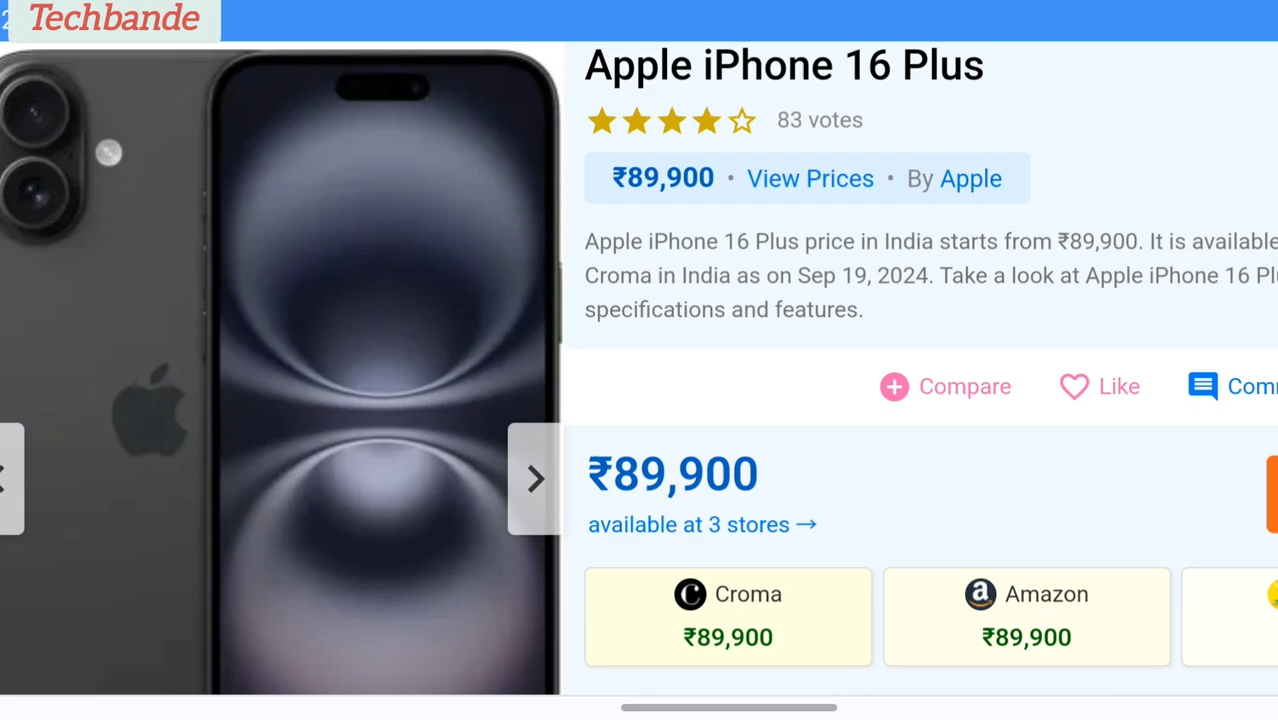 Techbande
Apple iPhone 16 Plus
83 votes
₹89,900 • View Prices • By Apple
Apple iPhone 16 Plus price in India starts from ₹89,900. It is available
Croma in India as on Sep 19, 2024. Take a look at Apple iPhone 16
specifications and features.
Compare Like
₹89,900
available at 3 stores →
Croma Amazon
₹89,900 ₹89,900